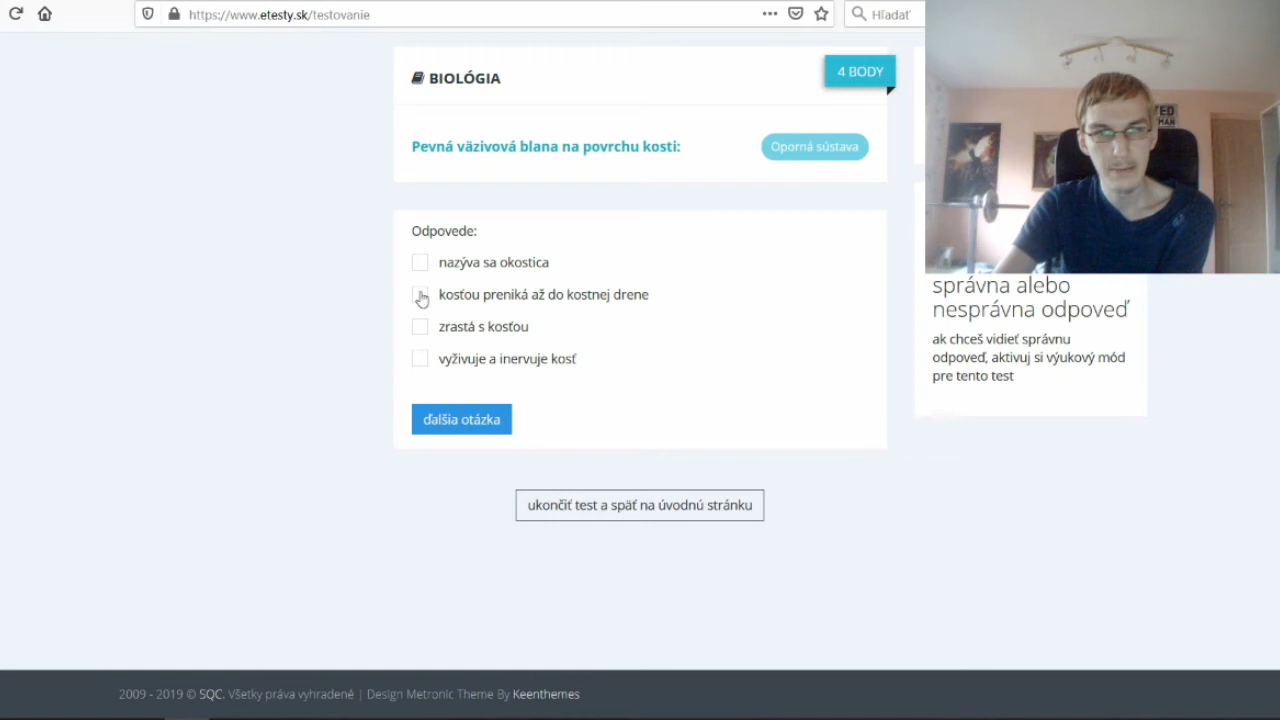 https://www.etesty.sk/testovanie
Hľadať
BIOLÓGIA
4 BODY
Pevná väzivová blana na povrchu kosti:
Oporná sústava
Odpovede:
nazýva sa okostica
kosťou preniká až do kostnej drene
zrastá s kosťou
vyživuje a inervuje kosť
ďalšia otázka
ukončiť test a späť na úvodnú stránku
správna alebo
nesprávna odpoveď
ak chceš vidieť správnu
odpoveď, aktivuj si výukový mód
pre tento test
2009 - 2019 © SQC. Všetky práva vyhradené | Design Metronic Theme By Keenthemes